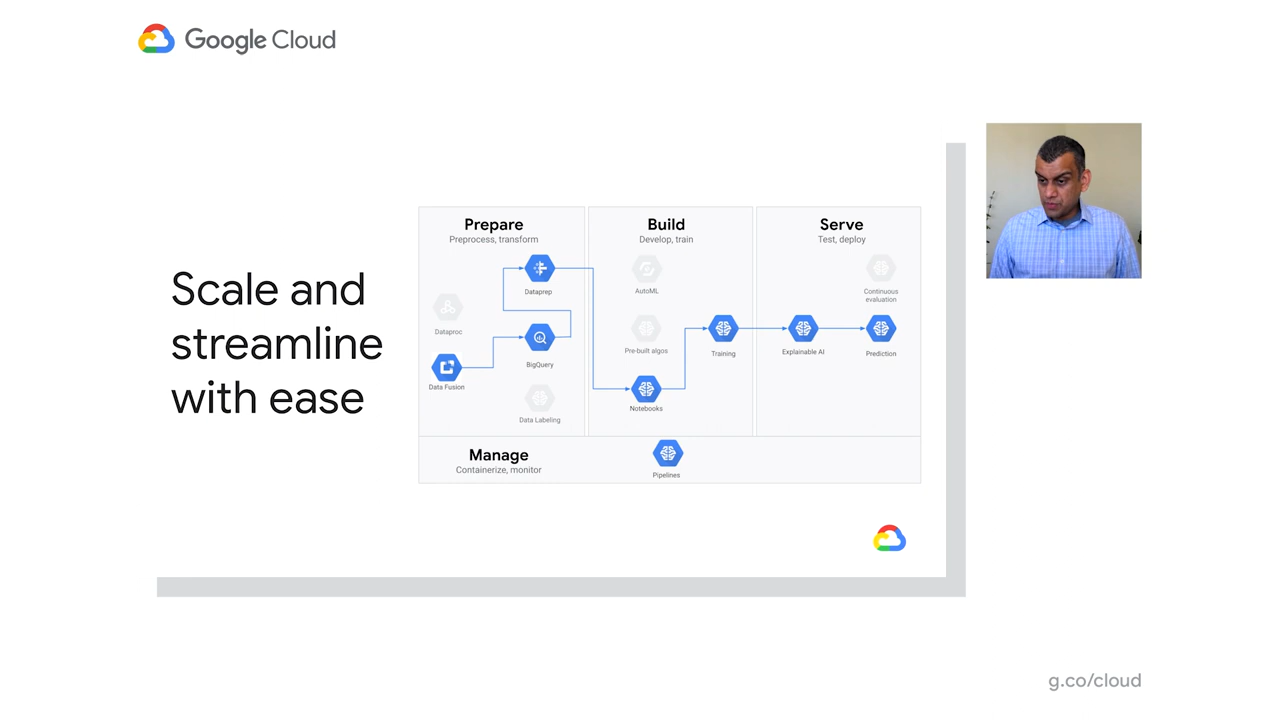 Google Cloud
Scale and
streamline
with ease
Prepare
Preprocess, transform
Dataprep
Dataproc
BigQuery
Data Fusion
Data Labeling
Build
Develop, train
AutoML
Pre-built algos
Training
Notebooks
Serve
Test, deploy
Continuous
evaluation
Explainable AI
Prediction
Manage
Containerize, monitor
Pipelines
g.co/cloud